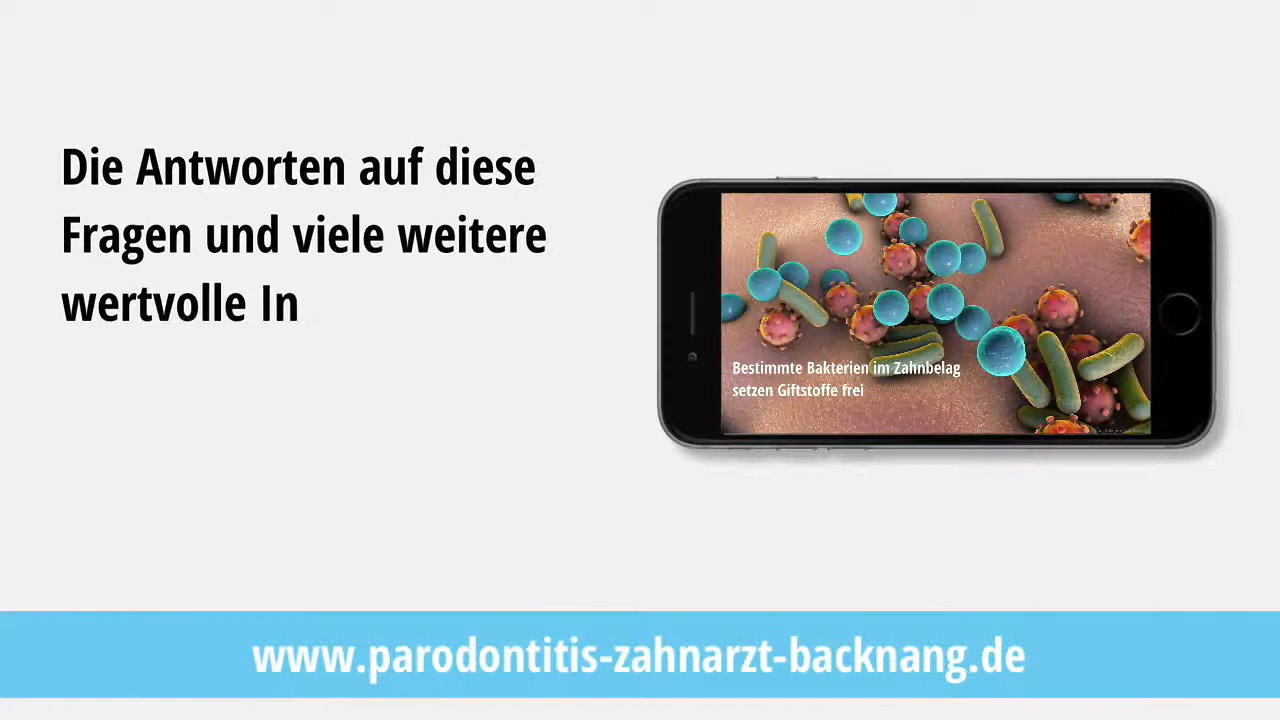 Die Antworten auf diese
Fragen und viele weitere
wertvolle In
Bestimmte Bakterien im Zahnbelag
setzen Giftstoffe frei
www.parodontitis-zahnarzt-backnang.de